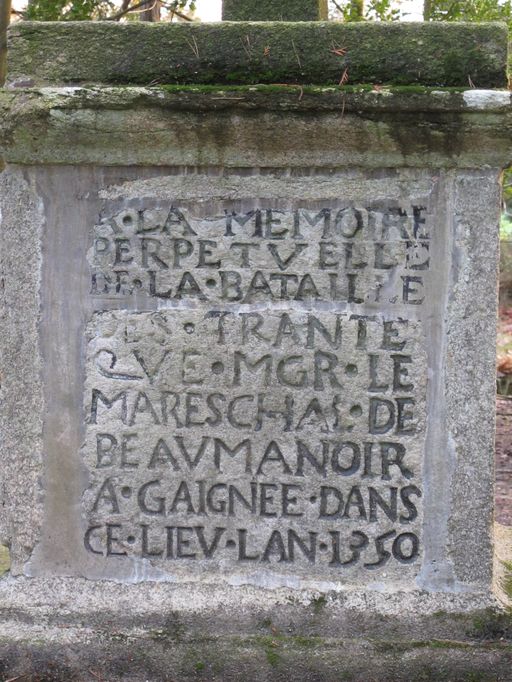 A · LA MEMOIRE
PERPETVELLE
DE · LA · BATAILLE
DES · TRANTE
QVE · MGR · LE
MARESCHAL · DE
BEAVMANOIR
A · GAIGNEE · DANS
CE · LIEV · LAN · 1350